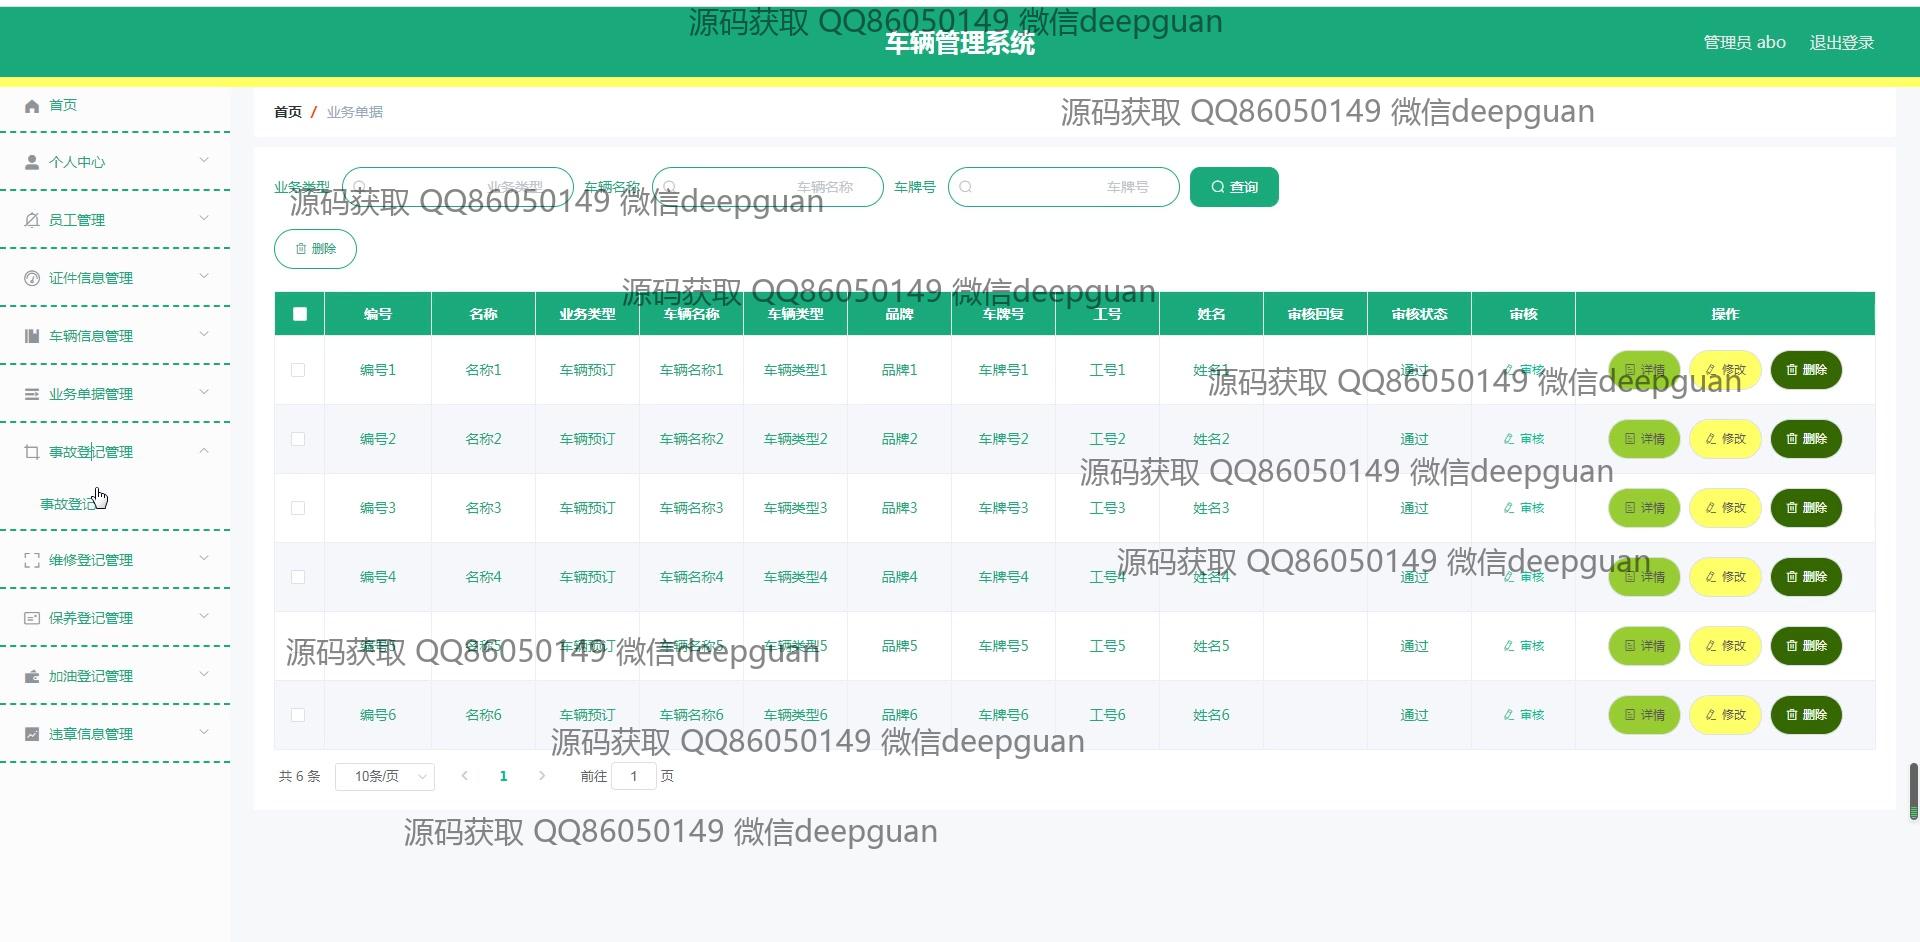 源码获取 QQ86050149 微信deepguan
车辆管理系统
管理员 abo 退出登录
首页
个人中心
员工管理
证件信息管理
车辆信息管理
业务单据管理
事故登记管理
事故登记
维修登记管理
保养登记管理
加油登记管理
违章信息管理
首页 / 业务单据
源码获取 QQ86050149 微信deepguan
业务类型 业务类型 车辆名称 车辆名称 车牌号 车牌号 查询
源码获取 QQ86050149 微信deepguan
删除
源码获取 QQ86050149 微信deepguan
编号 名称 业务类型 车辆名称 车辆类型 品牌 车牌号 工号 姓名 审核回复 审核状态 审核 操作
编号1 名称1 车辆预订 车辆名称1 车辆类型1 品牌1 车牌号1 工号1 姓名1 通过 审核 详情 修改 删除
源码获取 QQ86050149 微信deepguan
编号2 名称2 车辆预订 车辆名称2 车辆类型2 品牌2 车牌号2 工号2 姓名2 通过 审核 详情 修改 删除
源码获取 QQ86050149 微信deepguan
编号3 名称3 车辆预订 车辆名称3 车辆类型3 品牌3 车牌号3 工号3 姓名3 通过 审核 详情 修改 删除
源码获取 QQ86050149 微信deepguan
编号4 名称4 车辆预订 车辆名称4 车辆类型4 品牌4 车牌号4 工号4 姓名4 通过 审核 详情 修改 删除
编号5 名称5 车辆预订 车辆名称5 车辆类型5 品牌5 车牌号5 工号5 姓名5 通过 审核 详情 修改 删除
源码获取 QQ86050149 微信deepguan
编号6 名称6 车辆预订 车辆名称6 车辆类型6 品牌6 车牌号6 工号6 姓名6 通过 审核 详情 修改 删除
源码获取 QQ86050149 微信deepguan
共 6 条 10条/页 1 前往 1 页
源码获取 QQ86050149 微信deepguan